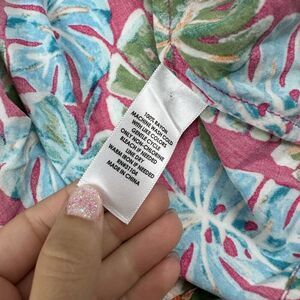 100% RAYON
MACHINE WASH COLD
WITH LIKE COLORS
GENTLE CYCLE
ONLY NON-CHLORINE
BLEACH IF NEEDED
LINE DRY
WARM IRON IF NEEDED
MADE IN CHINA